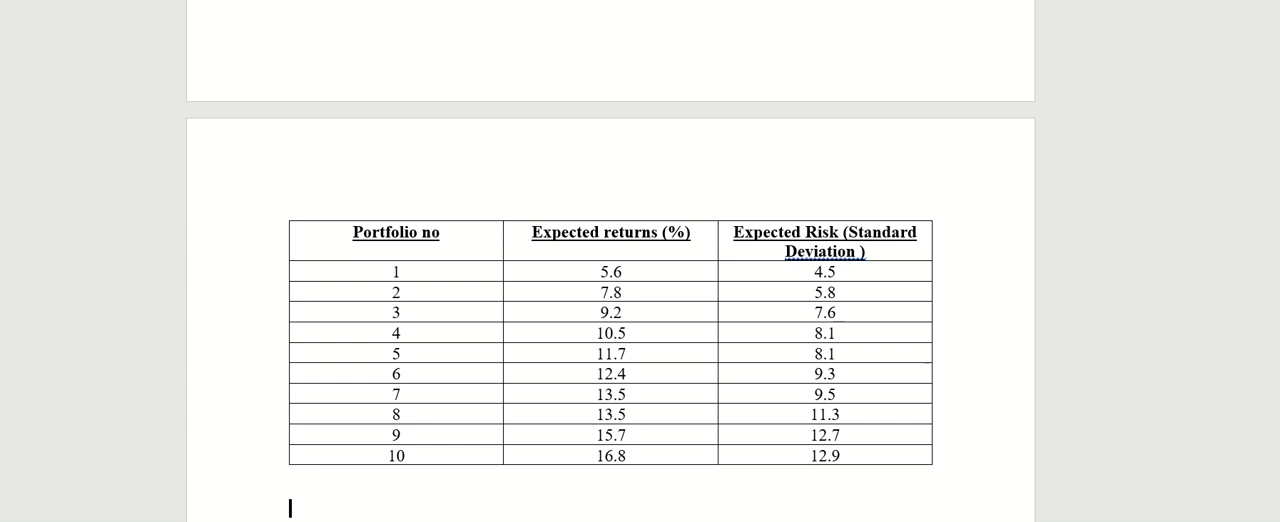 Portfolio no Expected returns (%) Expected Risk (Standard
Deviation )
1 5.6 4.5
2 7.8 5.8
3 9.2 7.6
4 10.5 8.1
5 11.7 8.1
6 12.4 9.3
7 13.5 9.5
8 13.5 11.3
9 15.7 12.7
10 16.8 12.9